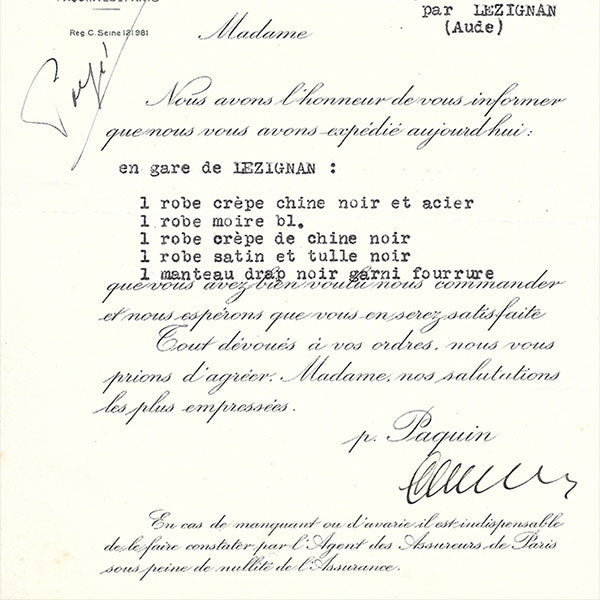 par LEZIGNAN
(Aude)
Reg. C. Seine 121981
Madame
Nous avons l'honneur de vous informer
que nous vous avons expédié aujourd'hui :
en gare de LEZIGNAN :
1 robe crèpe chine noir et acier
1 robe moire bl.
1 robe crèpe de chine noir
1 robe satin et tulle noir
1 manteau drap noir garni fourrure
que vous avez bien voulu nous commander
et nous espérons que vous en serez satisfaite
Tout dévoués à vos ordres, nous vous
prions d'agréer, Madame, nos salutations
les plus empressées.
p. Paquin
En cas de manquant ou d'avarie il est indispensable
de le faire constater par l'Agent des Assureurs de Paris
sous peine de nullité de l'Assurance.